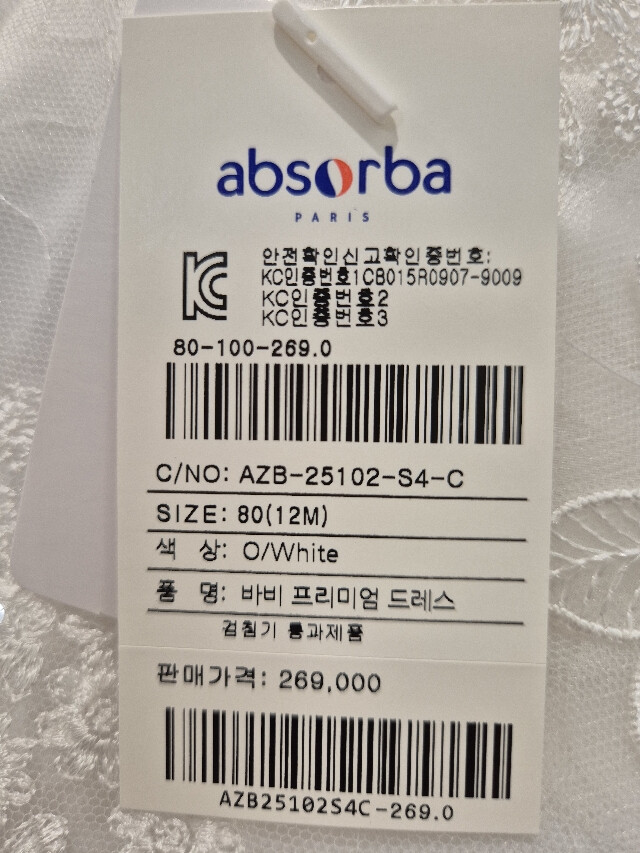 absorba
PARIS
안전확인신고확인증번호:
KC인증번호1CB015R0907-9009
KC인증번호2
KC인증번호3
80-100-269.0
C/NO: AZB-25102-S4-C
SIZE: 80(12M)
색 상: O/White
품 명: 바비 프리미엄 드레스
검침기 통과제품
판매가격: 269,000
AZB25102S4C-269.0